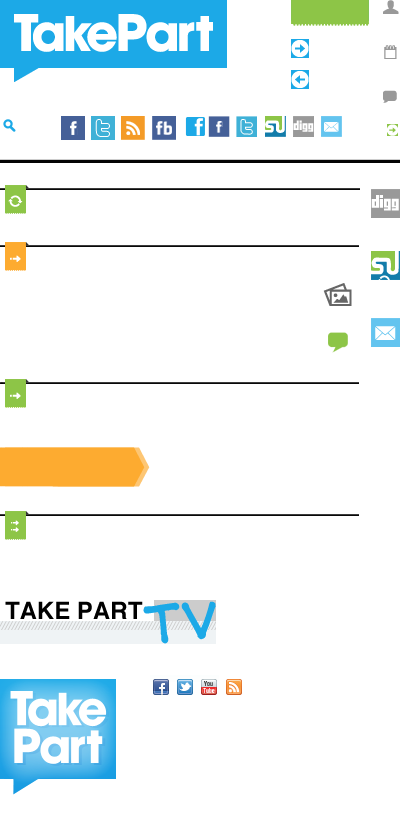 TakePart
f
t
fb
f
f
t
su
digg
digg
su
TAKE PART TV
Take
Part
f
You
Tube